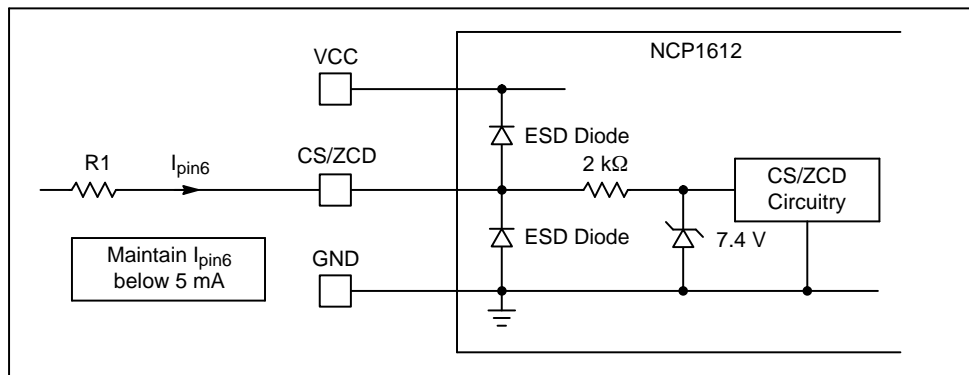 NCP1612
VCC
ESD Diode
R1
Ipin6
CS/ZCD
2 kΩ
CS/ZCD
Circuitry
ESD Diode
7.4 V
Maintain Ipin6
below 5 mA
GND